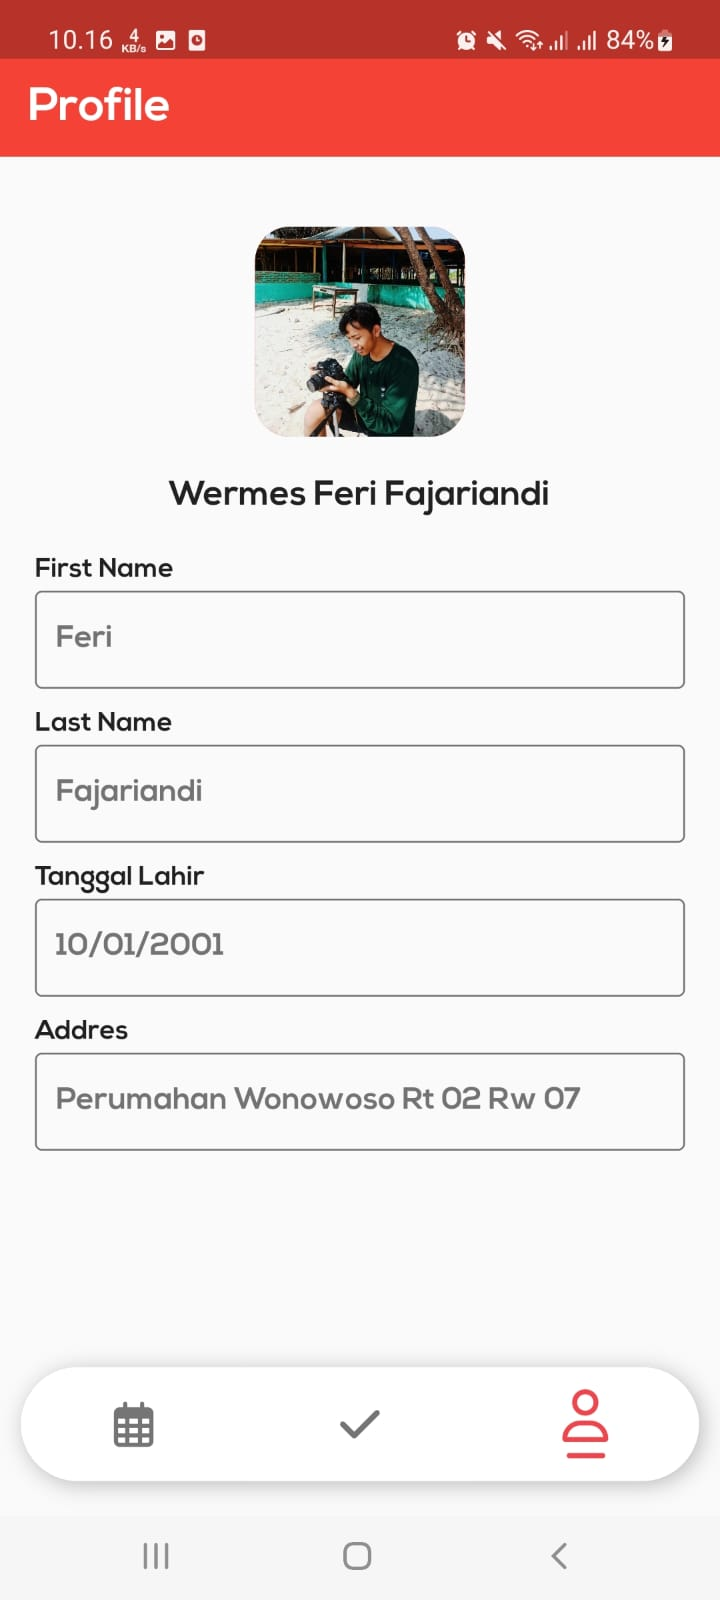 10.16 4 KB/s 84%
Profile
Wermes Feri Fajariandi
First Name
Feri
Last Name
Fajariandi
Tanggal Lahir
10/01/2001
Addres
Perumahan Wonowoso Rt 02 Rw 07